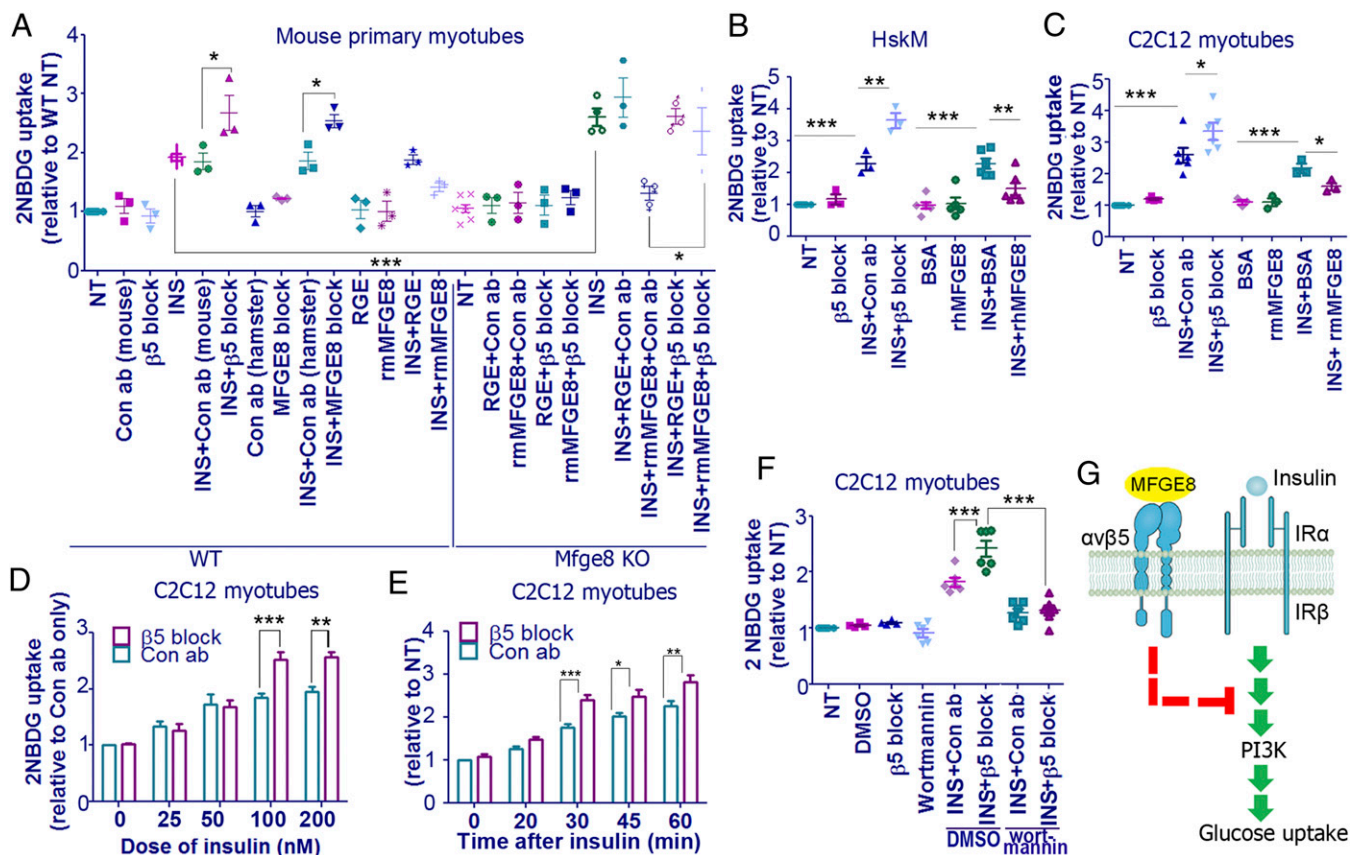 A
Mouse primary myotubes
2NBDG uptake
(relative to WT NT)
4
3
2
1
0
*
*
***
*
NT
Con ab (mouse)
β5 block
INS
INS+Con ab (mouse)
INS+β5 block
Con ab (hamster)
MFGE8 block
INS+Con ab (hamster)
INS+MFGE8 block
RGE
rmMFGE8
INS+RGE
INS+rmMFGE8
NT
RGE+Con ab
rmMFGE8+Con ab
RGE+β5 block
rmMFGE8+β5 block
INS
INS+RGE+Con ab
INS+rmMFGE8+Con ab
INS+RGE+β5 block
INS+rmMFGE8+β5 block
WT
Mfge8 KO
B
HskM
2NBDG uptake
(relative to NT)
5
4
3
2
1
0
***
**
***
**
NT
β5 block
INS+Con ab
INS+β5 block
BSA
rhMFGE8
INS+BSA
INS+rhMFGE8
C
C2C12 myotubes
2NBDG uptake
(relative to NT)
5
4
3
2
1
0
***
*
***
*
NT
β5 block
INS+Con ab
INS+β5 block
BSA
rmMFGE8
INS+BSA
INS+ rmMFGE8
D
C2C12 myotubes
2NBDG uptake
(relative to Con ab only)
3
2
1
0
β5 block
Con ab
***
**
0 25 50 100 200
Dose of insulin (nM)
E
C2C12 myotubes
(relative to NT)
4
3
2
1
0
β5 block
Con ab
***
*
**
0 20 30 45 60
Time after insulin (min)
F
C2C12 myotubes
2 NBDG uptake
(relative to NT)
3
2
1
0
***
***
NT
DMSO
β5 block
Wortmannin
INS+Con ab
INS+β5 block
INS+Con ab
INS+β5 block
DMSO
wort-
mannin
G
MFGE8
Insulin
αvβ5
IRα
IRβ
PI3K
Glucose uptake